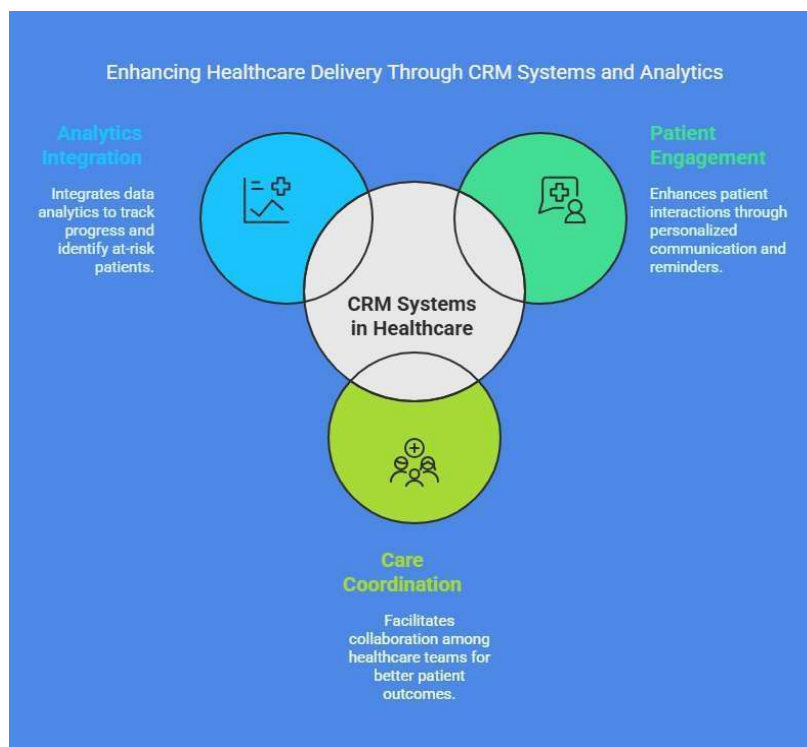 Enhancing Healthcare Delivery Through CRM Systems and Analytics
Analytics
Integration
Integrates data
analytics to track
progress and
identify at-risk
patients.
Patient
Engagement
Enhances patient
interactions through
personalized
communication and
reminders.
CRM Systems
in Healthcare
Care
Coordination
Facilitates
collaboration among
healthcare teams for
better patient
outcomes.